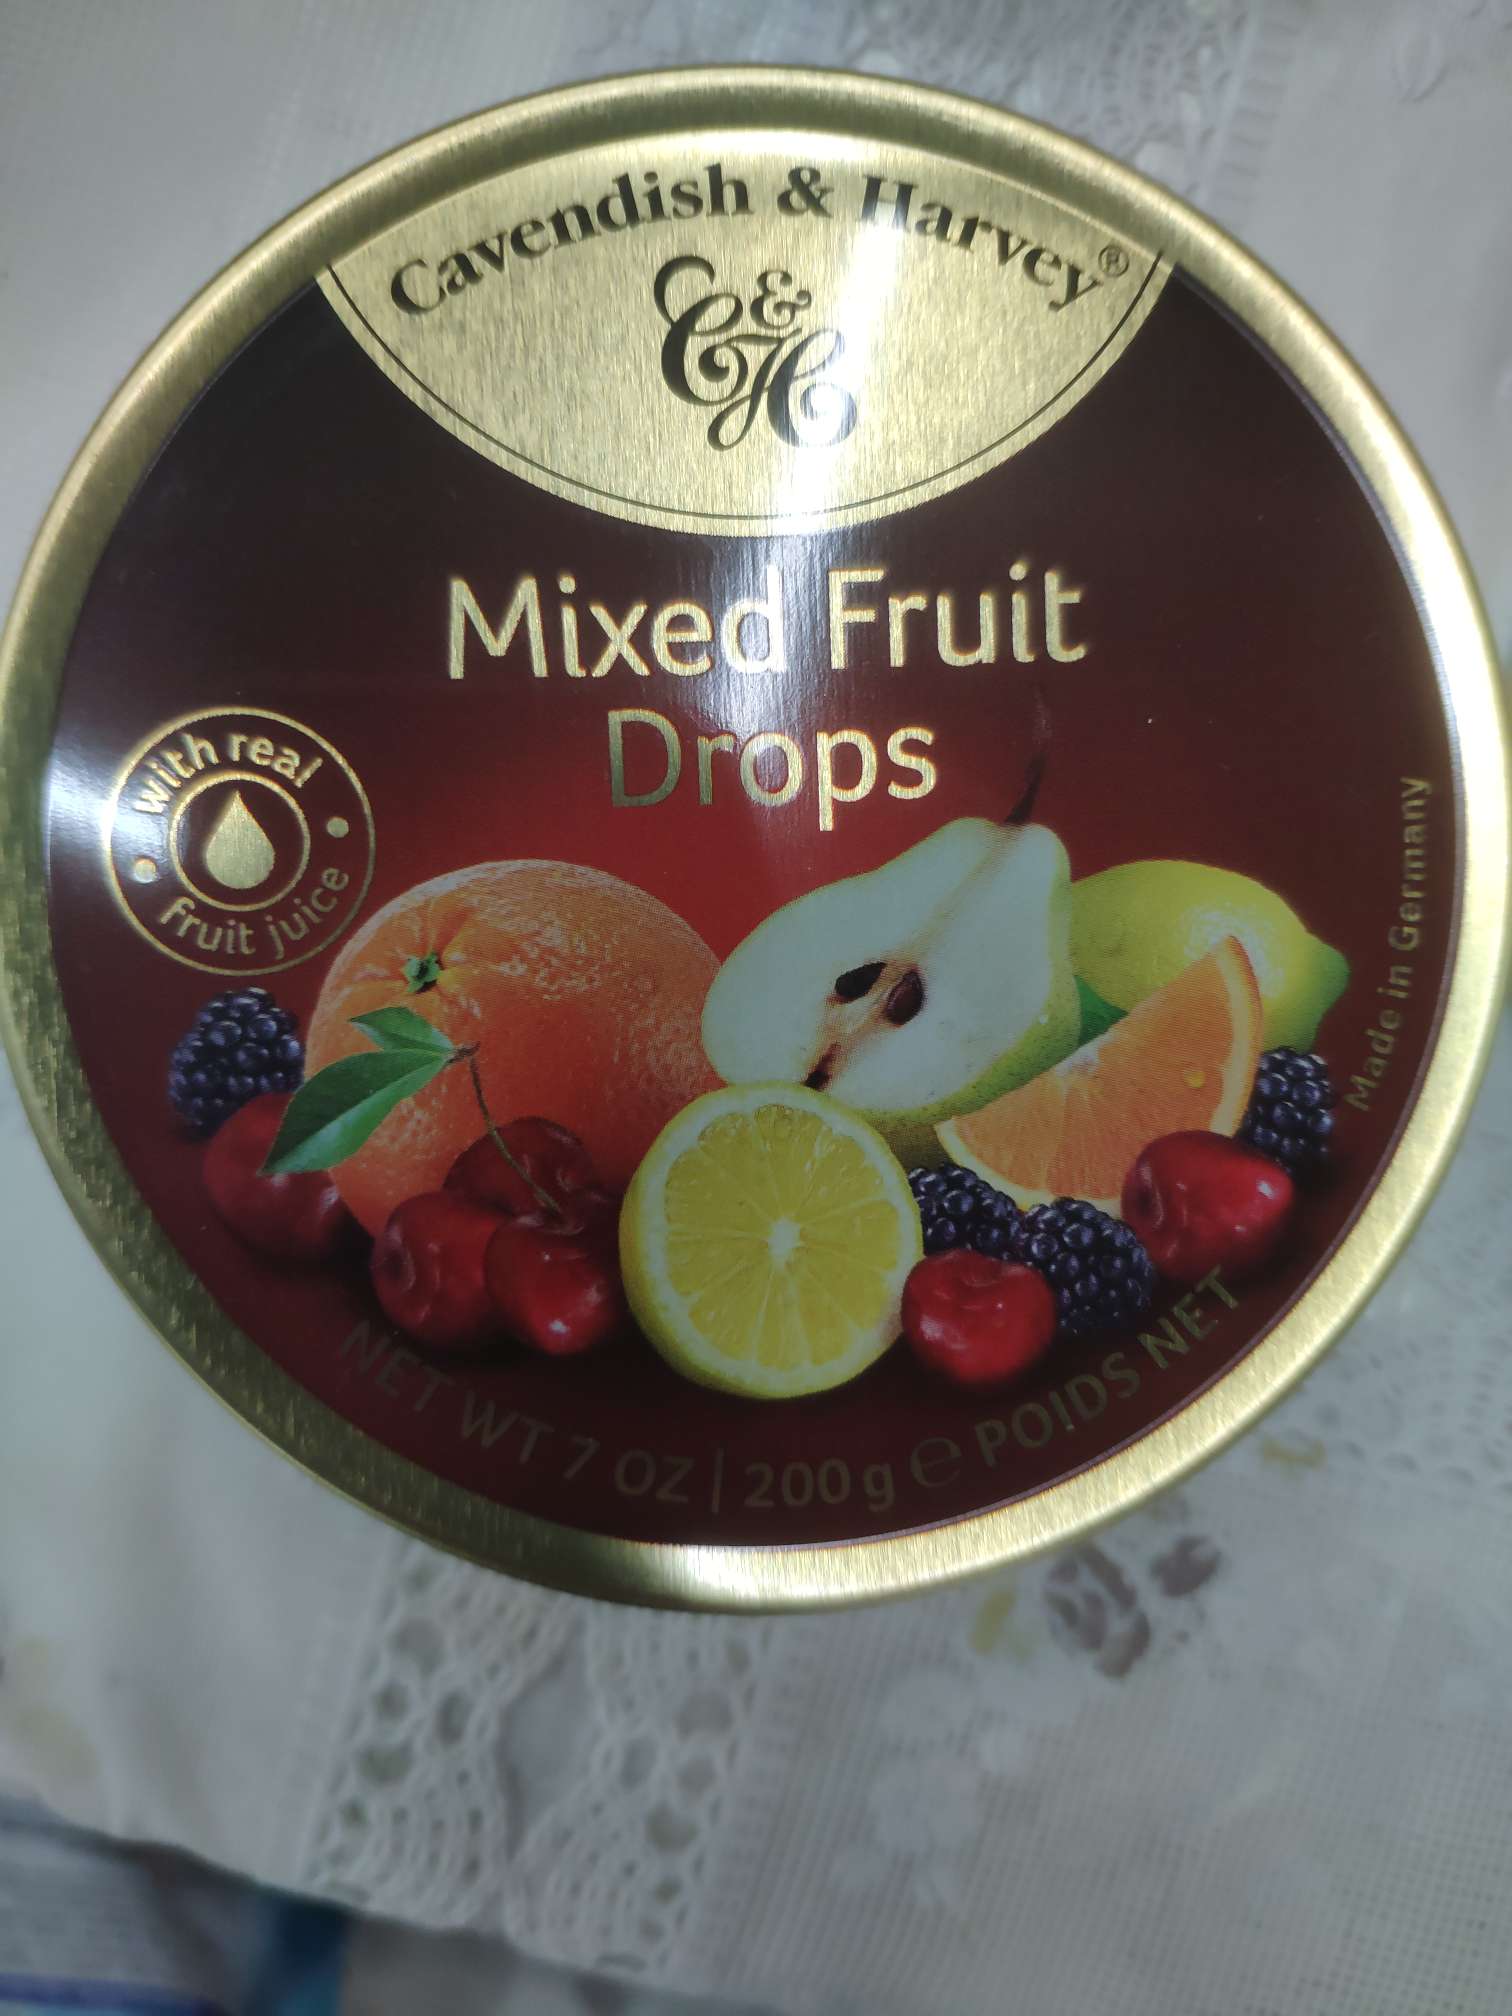 Cavendish & Harvey®
C&H
Mixed Fruit
Drops
with real
fruit juice
Made in Germany
NET WT 7 OZ | 200 g ℮ POIDS NET